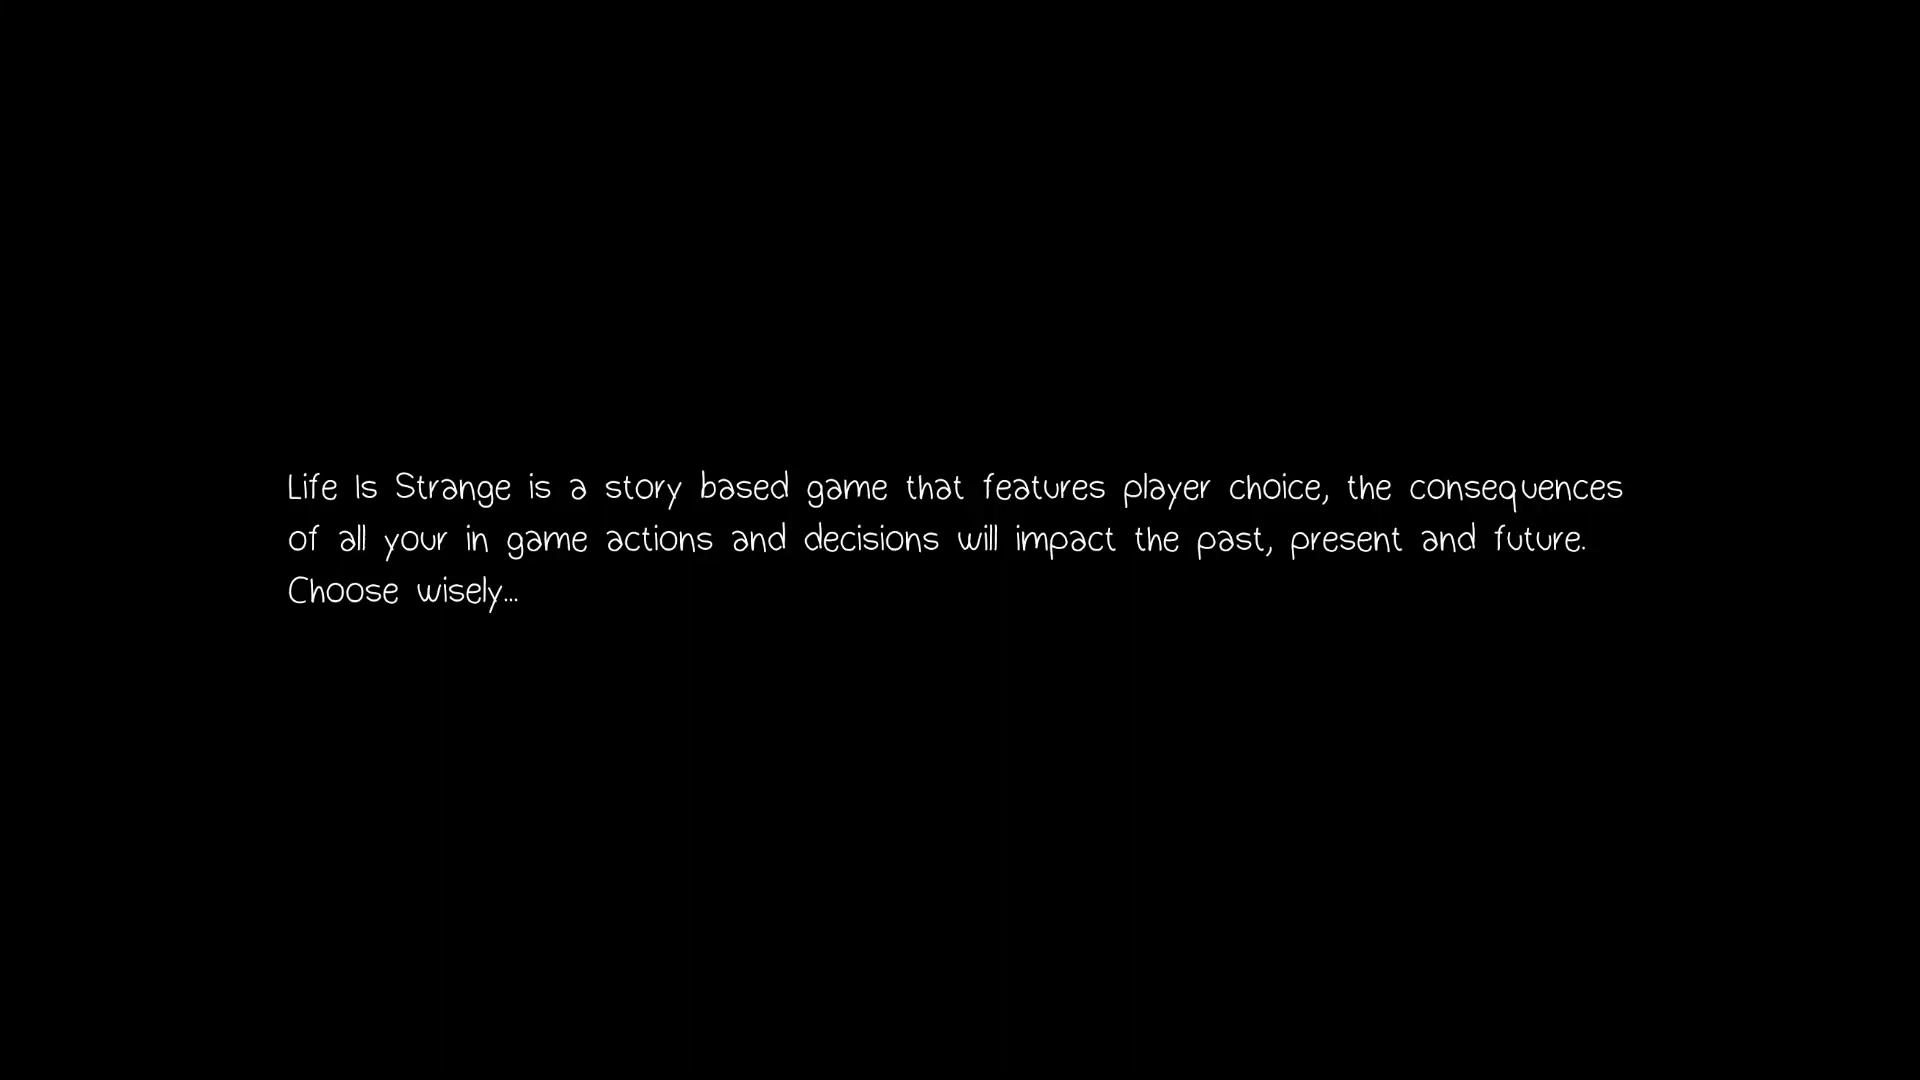 Life Is Strange is a story based game that features player choice, the consequences
of all your in game actions and decisions will impact the past, present and future.
Choose wisely...